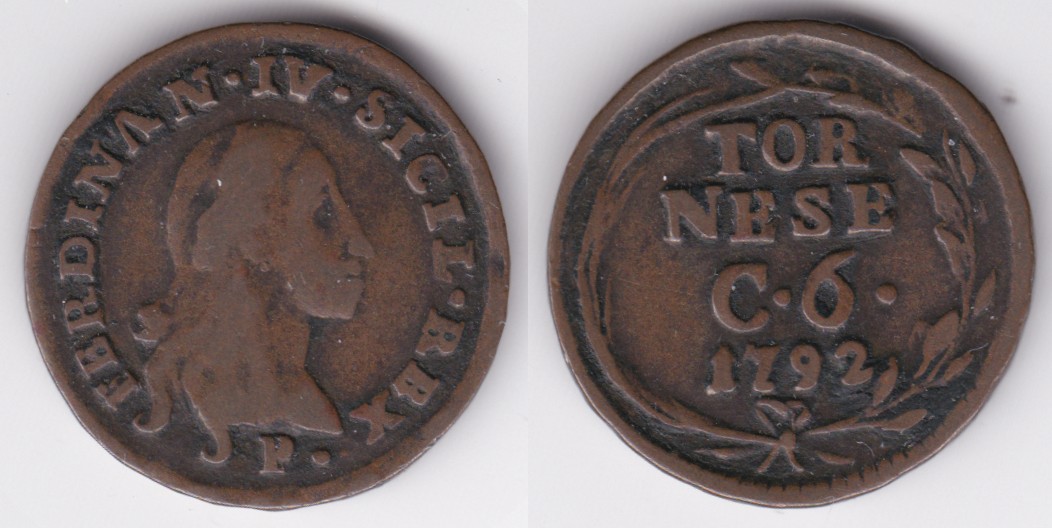 FERDINAN·IV·SICIL·REX
P·
TOR
NESE
C·6·
1792